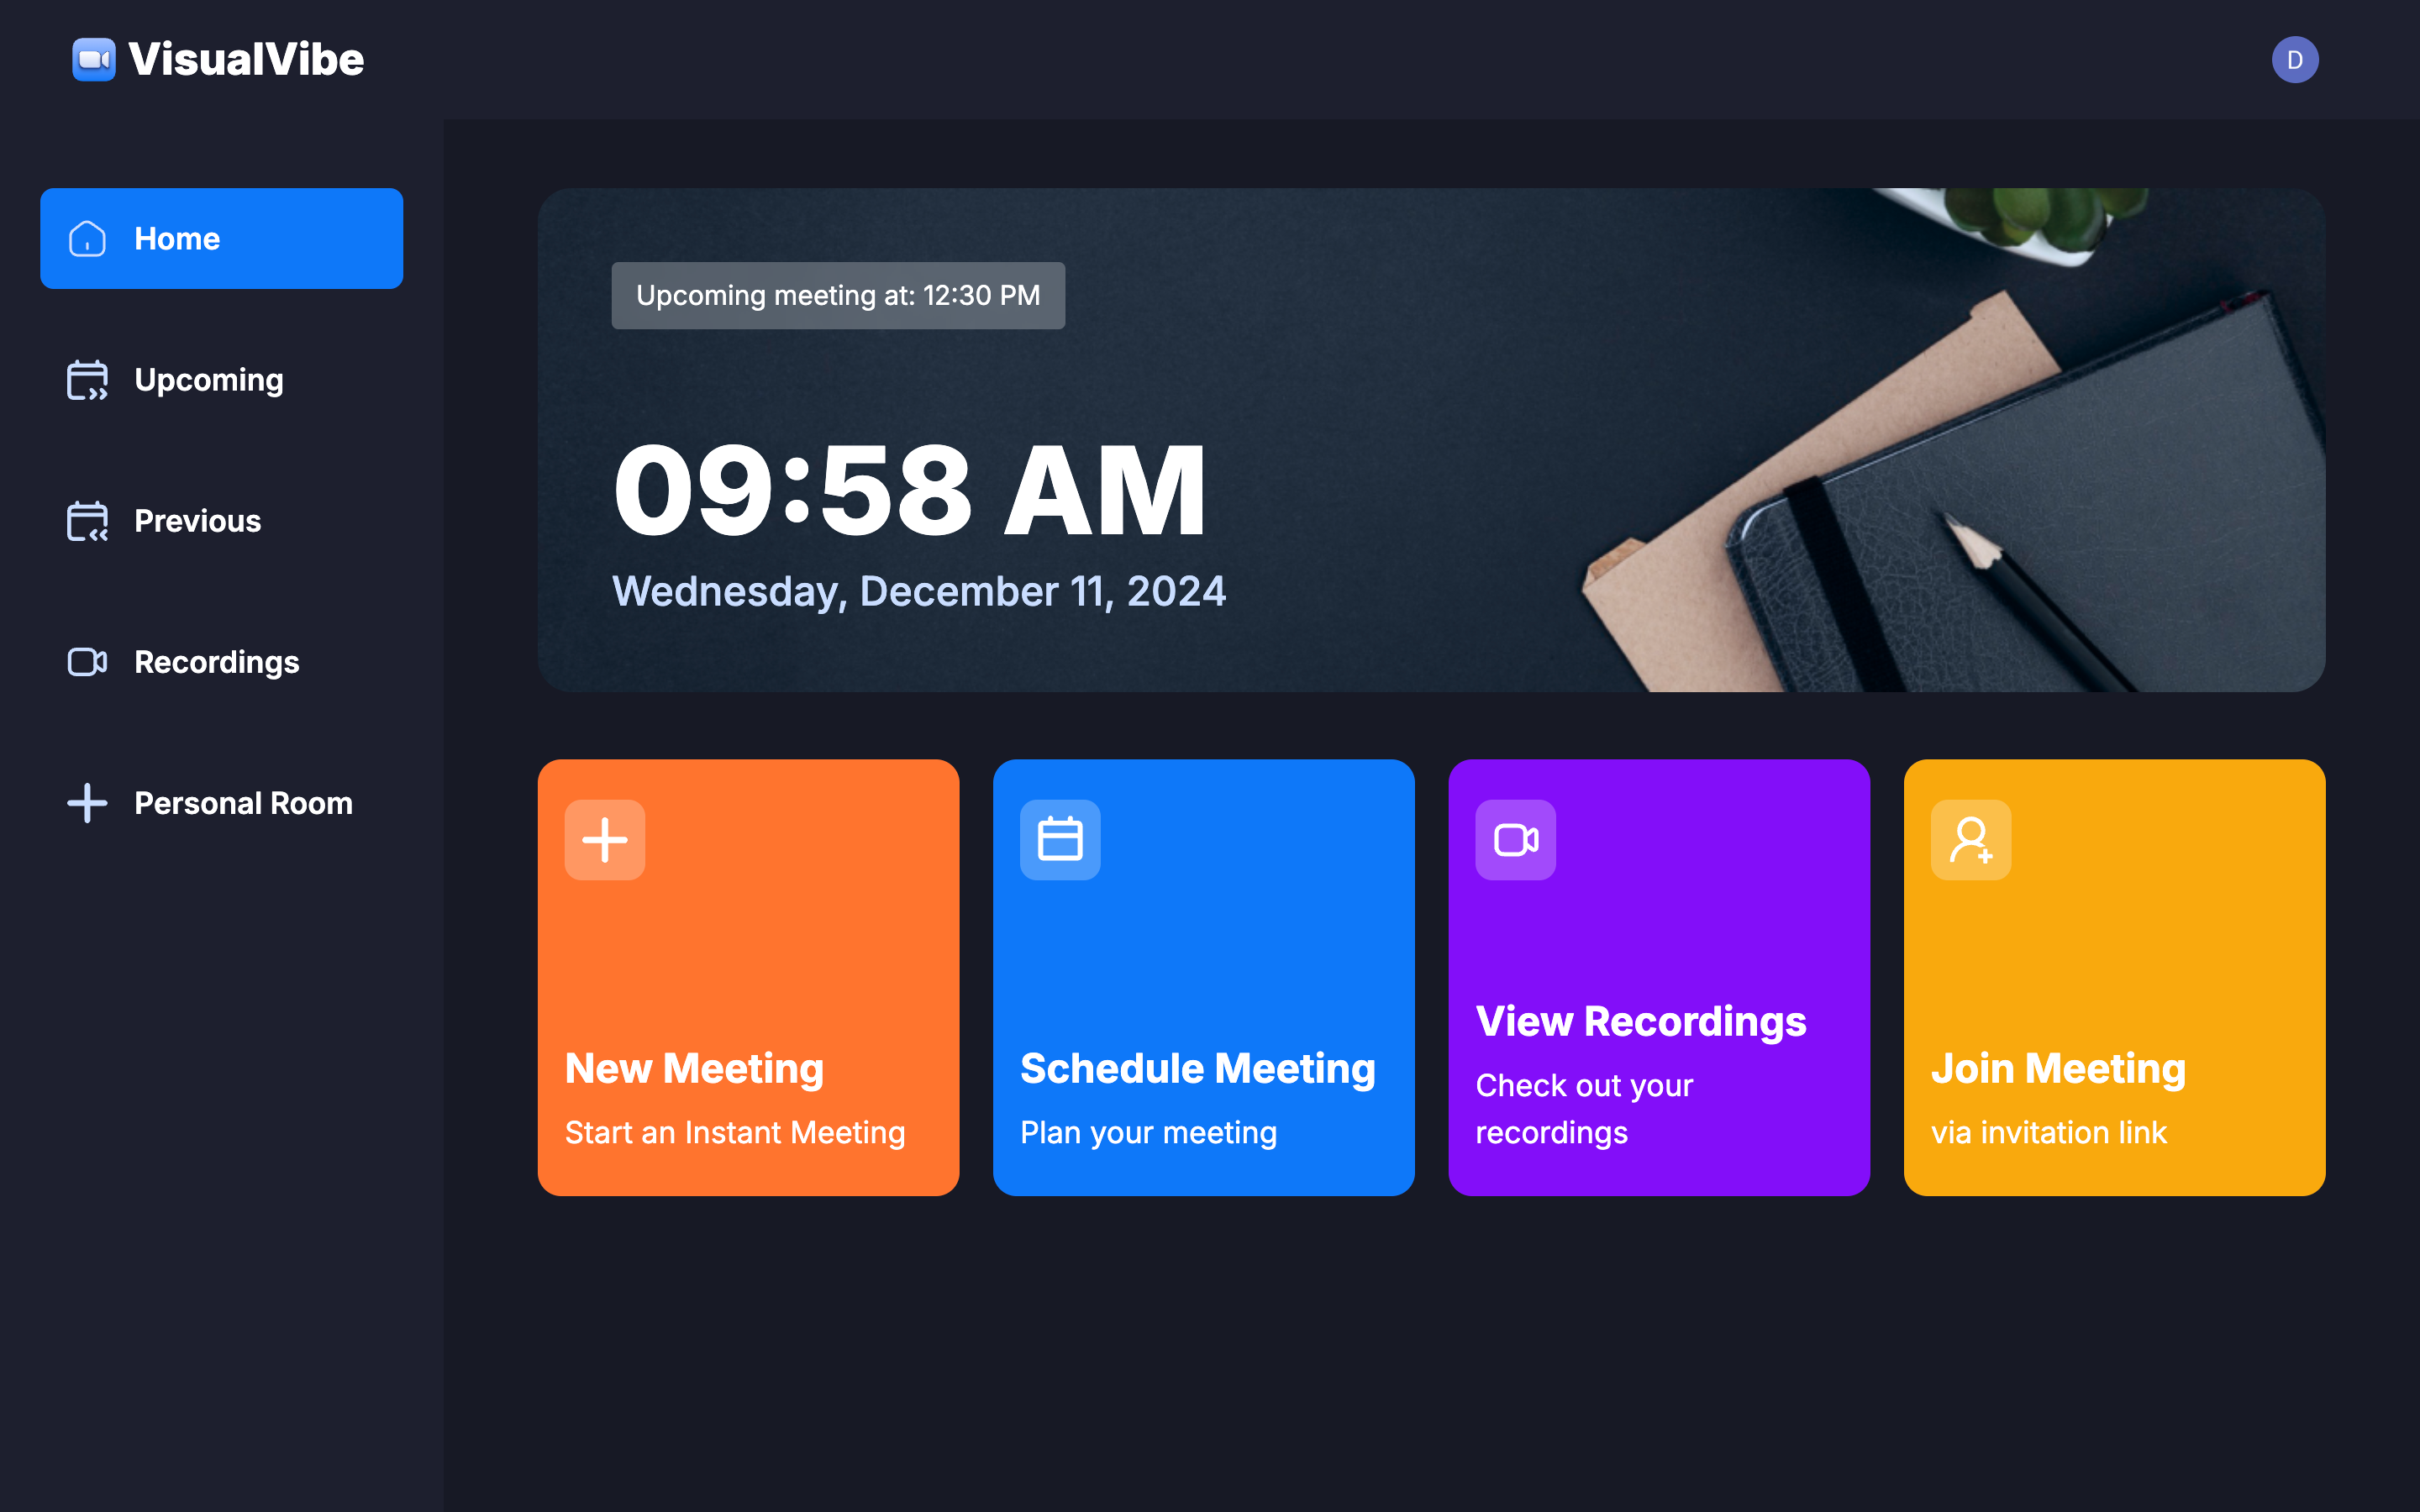 VisualVibe
D
Home
Upcoming
Previous
Recordings
Personal Room
Upcoming meeting at: 12:30 PM
09:58 AM
Wednesday, December 11, 2024
New Meeting
Start an Instant Meeting
Schedule Meeting
Plan your meeting
View Recordings
Check out your
recordings
Join Meeting
via invitation link